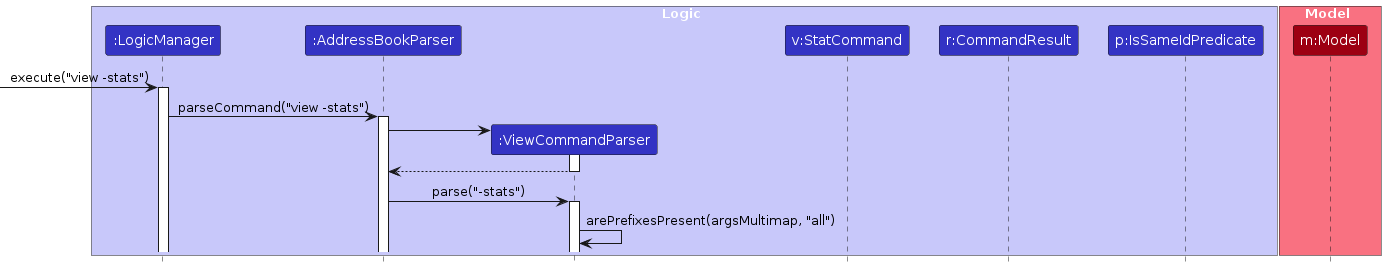 Logic
Model
:LogicManager
:AddressBookParser
v:StatCommand
r:CommandResult
p:IsSameIdPredicate
m:Model
execute("view -stats")
parseCommand("view -stats")
:ViewCommandParser
parse("-stats")
arePrefixesPresent(argsMultimap, "all")